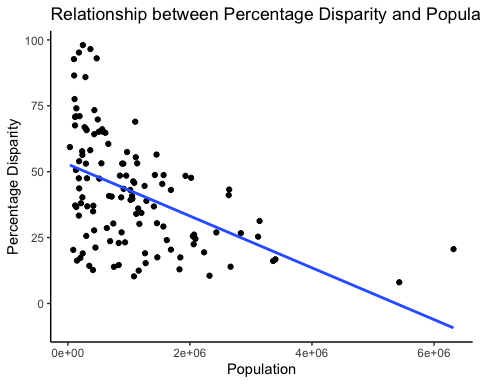 Relationship between Percentage Disparity and Popula
100
75
50
25
0
Percentage Disparity
0e+00 2e+06 4e+06 6e+06
Population